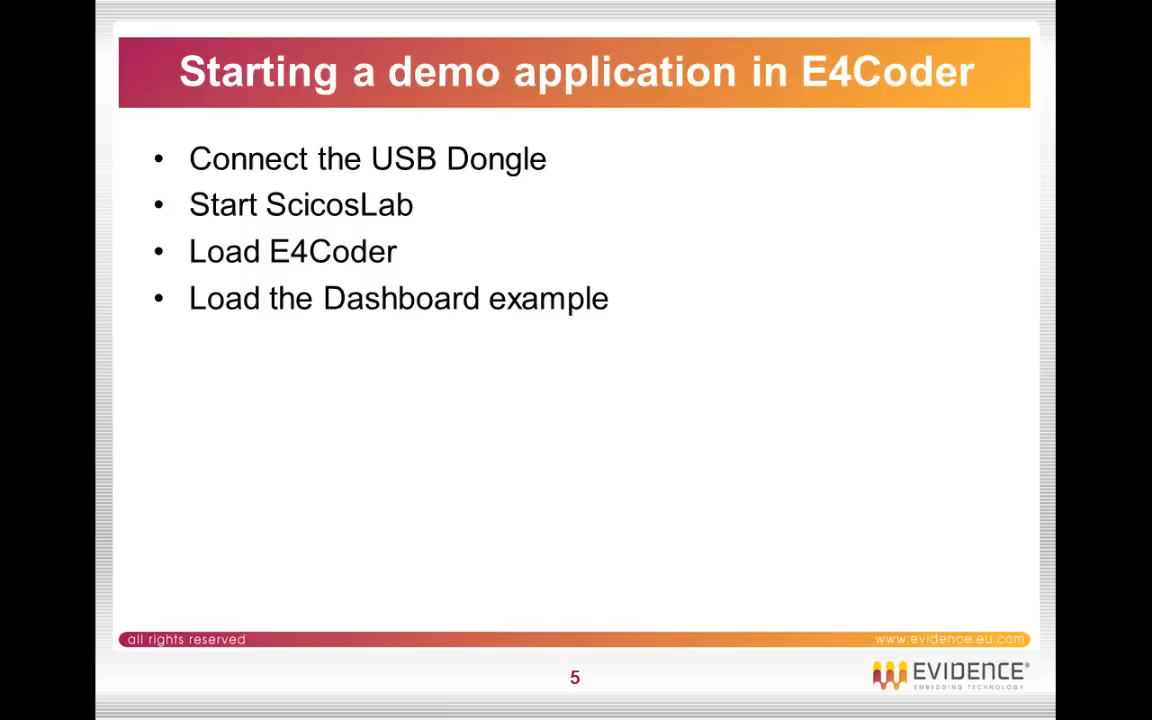 Starting a demo application in E4Coder
• Connect the USB Dongle
• Start ScicosLab
• Load E4Coder
• Load the Dashboard example
all rights reserved
www.evidence.eu.com
5
EVIDENCE®
EMBEDDING TECHNOLOGY